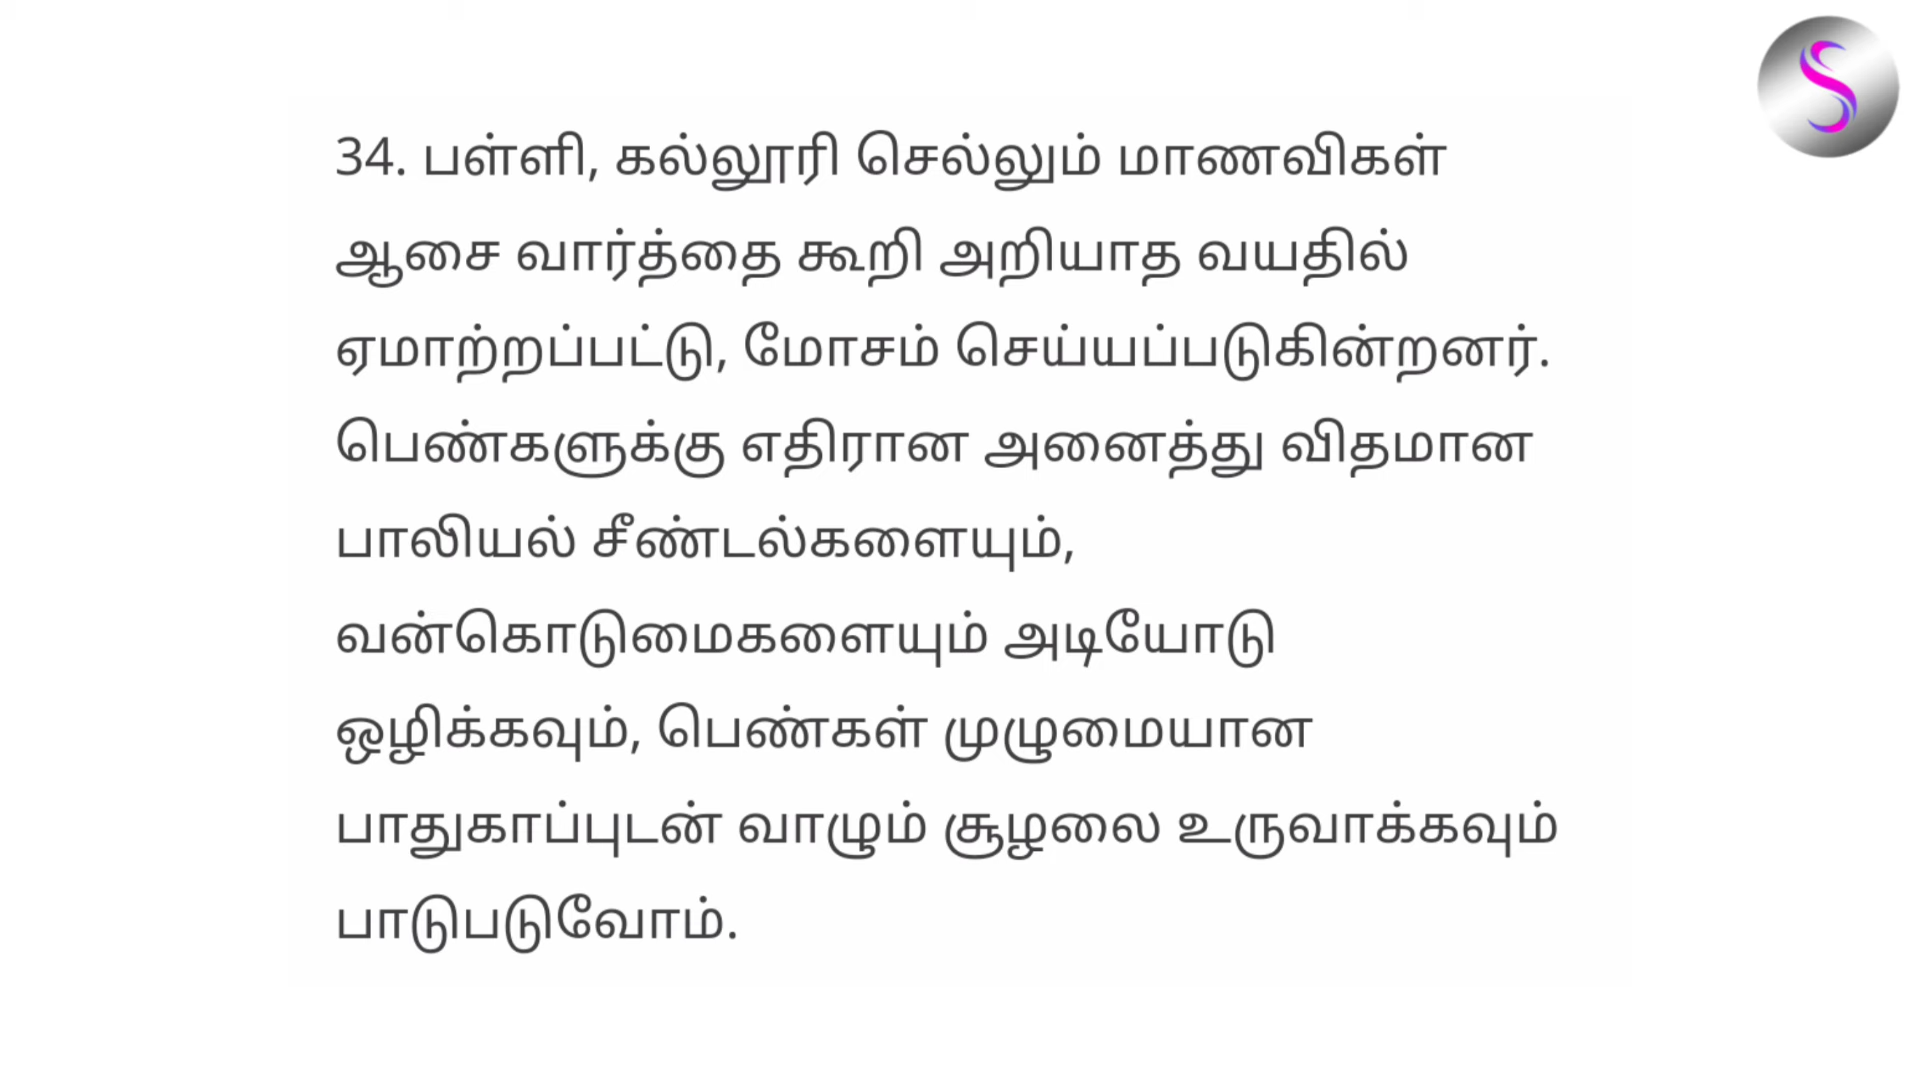 34. பள்ளி, கல்லூரி செல்லும் மாணவிகள்
ஆசை வார்த்தை கூறி அறியாத வயதில்
ஏமாற்றப்பட்டு, மோசம் செய்யப்படுகின்றனர்.
பெண்களுக்கு எதிரான அனைத்து விதமான
பாலியல் சீண்டல்களையும்,
வன்கொடுமைகளையும் அடியோடு
ஒழிக்கவும், பெண்கள் முழுமையான
பாதுகாப்புடன் வாழும் சூழலை உருவாக்கவும்
பாடுபடுவோம்.